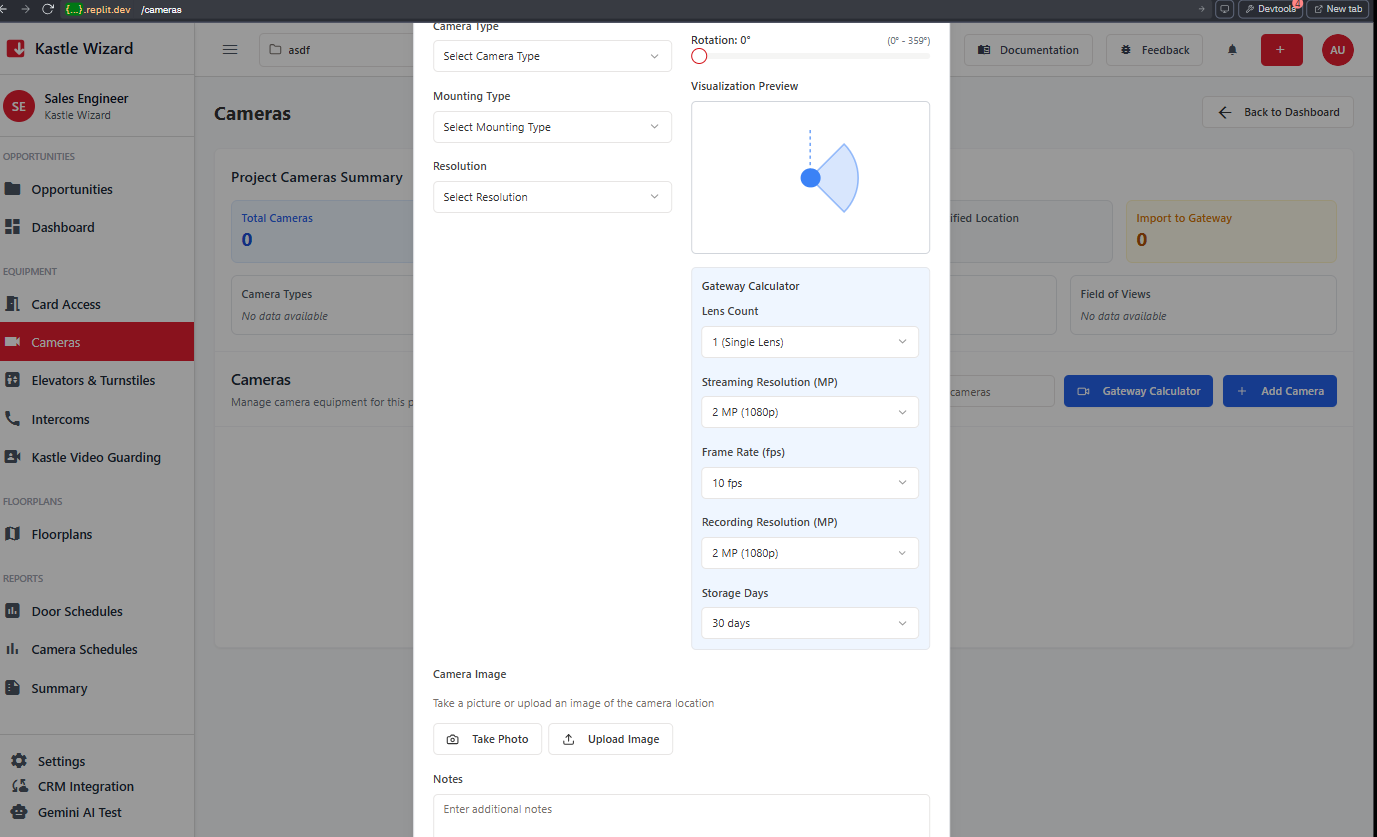 {...}.replit.dev /cameras
Devtools 4
New tab
Kastle Wizard
asdf
Documentation
Feedback
+
AU
SE
Sales Engineer
Kastle Wizard
OPPORTUNITIES
Opportunities
Dashboard
EQUIPMENT
Card Access
Cameras
Elevators & Turnstiles
Intercoms
Kastle Video Guarding
FLOORPLANS
Floorplans
REPORTS
Door Schedules
Camera Schedules
Summary
Settings
CRM Integration
Gemini AI Test
Cameras
Back to Dashboard
Project Cameras Summary
Total Cameras
0
ified Location
Import to Gateway
0
Camera Types
No data available
Field of Views
No data available
Cameras
Manage camera equipment for this p
cameras
Gateway Calculator
+ Add Camera
Camera Type
Select Camera Type
Mounting Type
Select Mounting Type
Resolution
Select Resolution
Rotation: 0°
(0° - 359°)
Visualization Preview
Gateway Calculator
Lens Count
1 (Single Lens)
Streaming Resolution (MP)
2 MP (1080p)
Frame Rate (fps)
10 fps
Recording Resolution (MP)
2 MP (1080p)
Storage Days
30 days
Camera Image
Take a picture or upload an image of the camera location
Take Photo
Upload Image
Notes
Enter additional notes